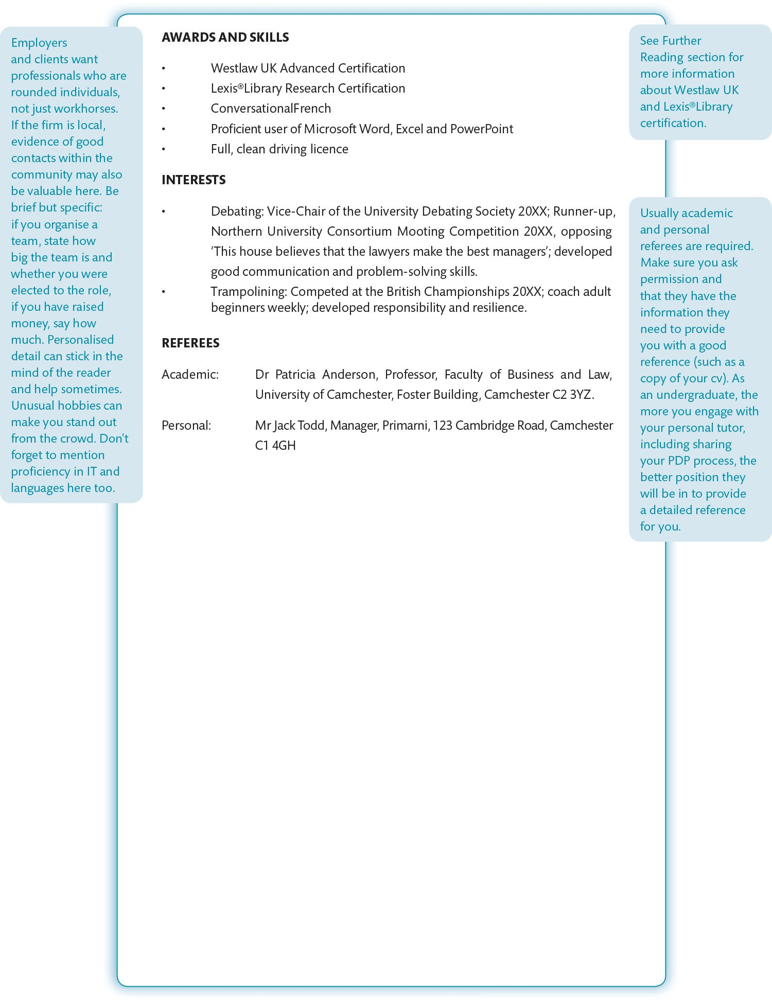 Employers
and clients want
professionals who are
rounded individuals,
not just workhorses.
If the firm is local,
evidence of good
contacts within the
community may also
be valuable here. Be
brief but specific:
if you organise a
team, state how
big the team is and
whether you were
elected to the role,
if you have raised
money, say how
much. Personalised
detail can stick in the
mind of the reader
and help sometimes.
Unusual hobbies can
make you stand out
from the crowd. Don't
forget to mention
proficiency in IT and
languages here too.
AWARDS AND SKILLS
• Westlaw UK Advanced Certification
• Lexis®Library Research Certification
• ConversationalFrench
• Proficient user of Microsoft Word, Excel and PowerPoint
• Full, clean driving licence
INTERESTS
• Debating: Vice-Chair of the University Debating Society 20XX; Runner-up,
Northern University Consortium Mooting Competition 20XX, opposing
‘This house believes that the lawyers make the best managers’; developed
good communication and problem-solving skills.
• Trampolining: Competed at the British Championships 20XX; coach adult
beginners weekly; developed responsibility and resilience.
REFEREES
Academic: Dr Patricia Anderson, Professor, Faculty of Business and Law,
University of Camchester, Foster Building, Camchester C2 3YZ.
Personal: Mr Jack Todd, Manager, Primarni, 123 Cambridge Road, Camchester
C1 4GH
See Further
Reading section for
more information
about Westlaw UK
and Lexis®Library
certification.
Usually academic
and personal
referees are required.
Make sure you ask
permission and
that they have the
information they
need to provide
you with a good
reference (such as a
copy of your cv). As
an undergraduate, the
more you engage with
your personal tutor,
including sharing
your PDP process, the
better position they
will be in to provide
a detailed reference
for you.